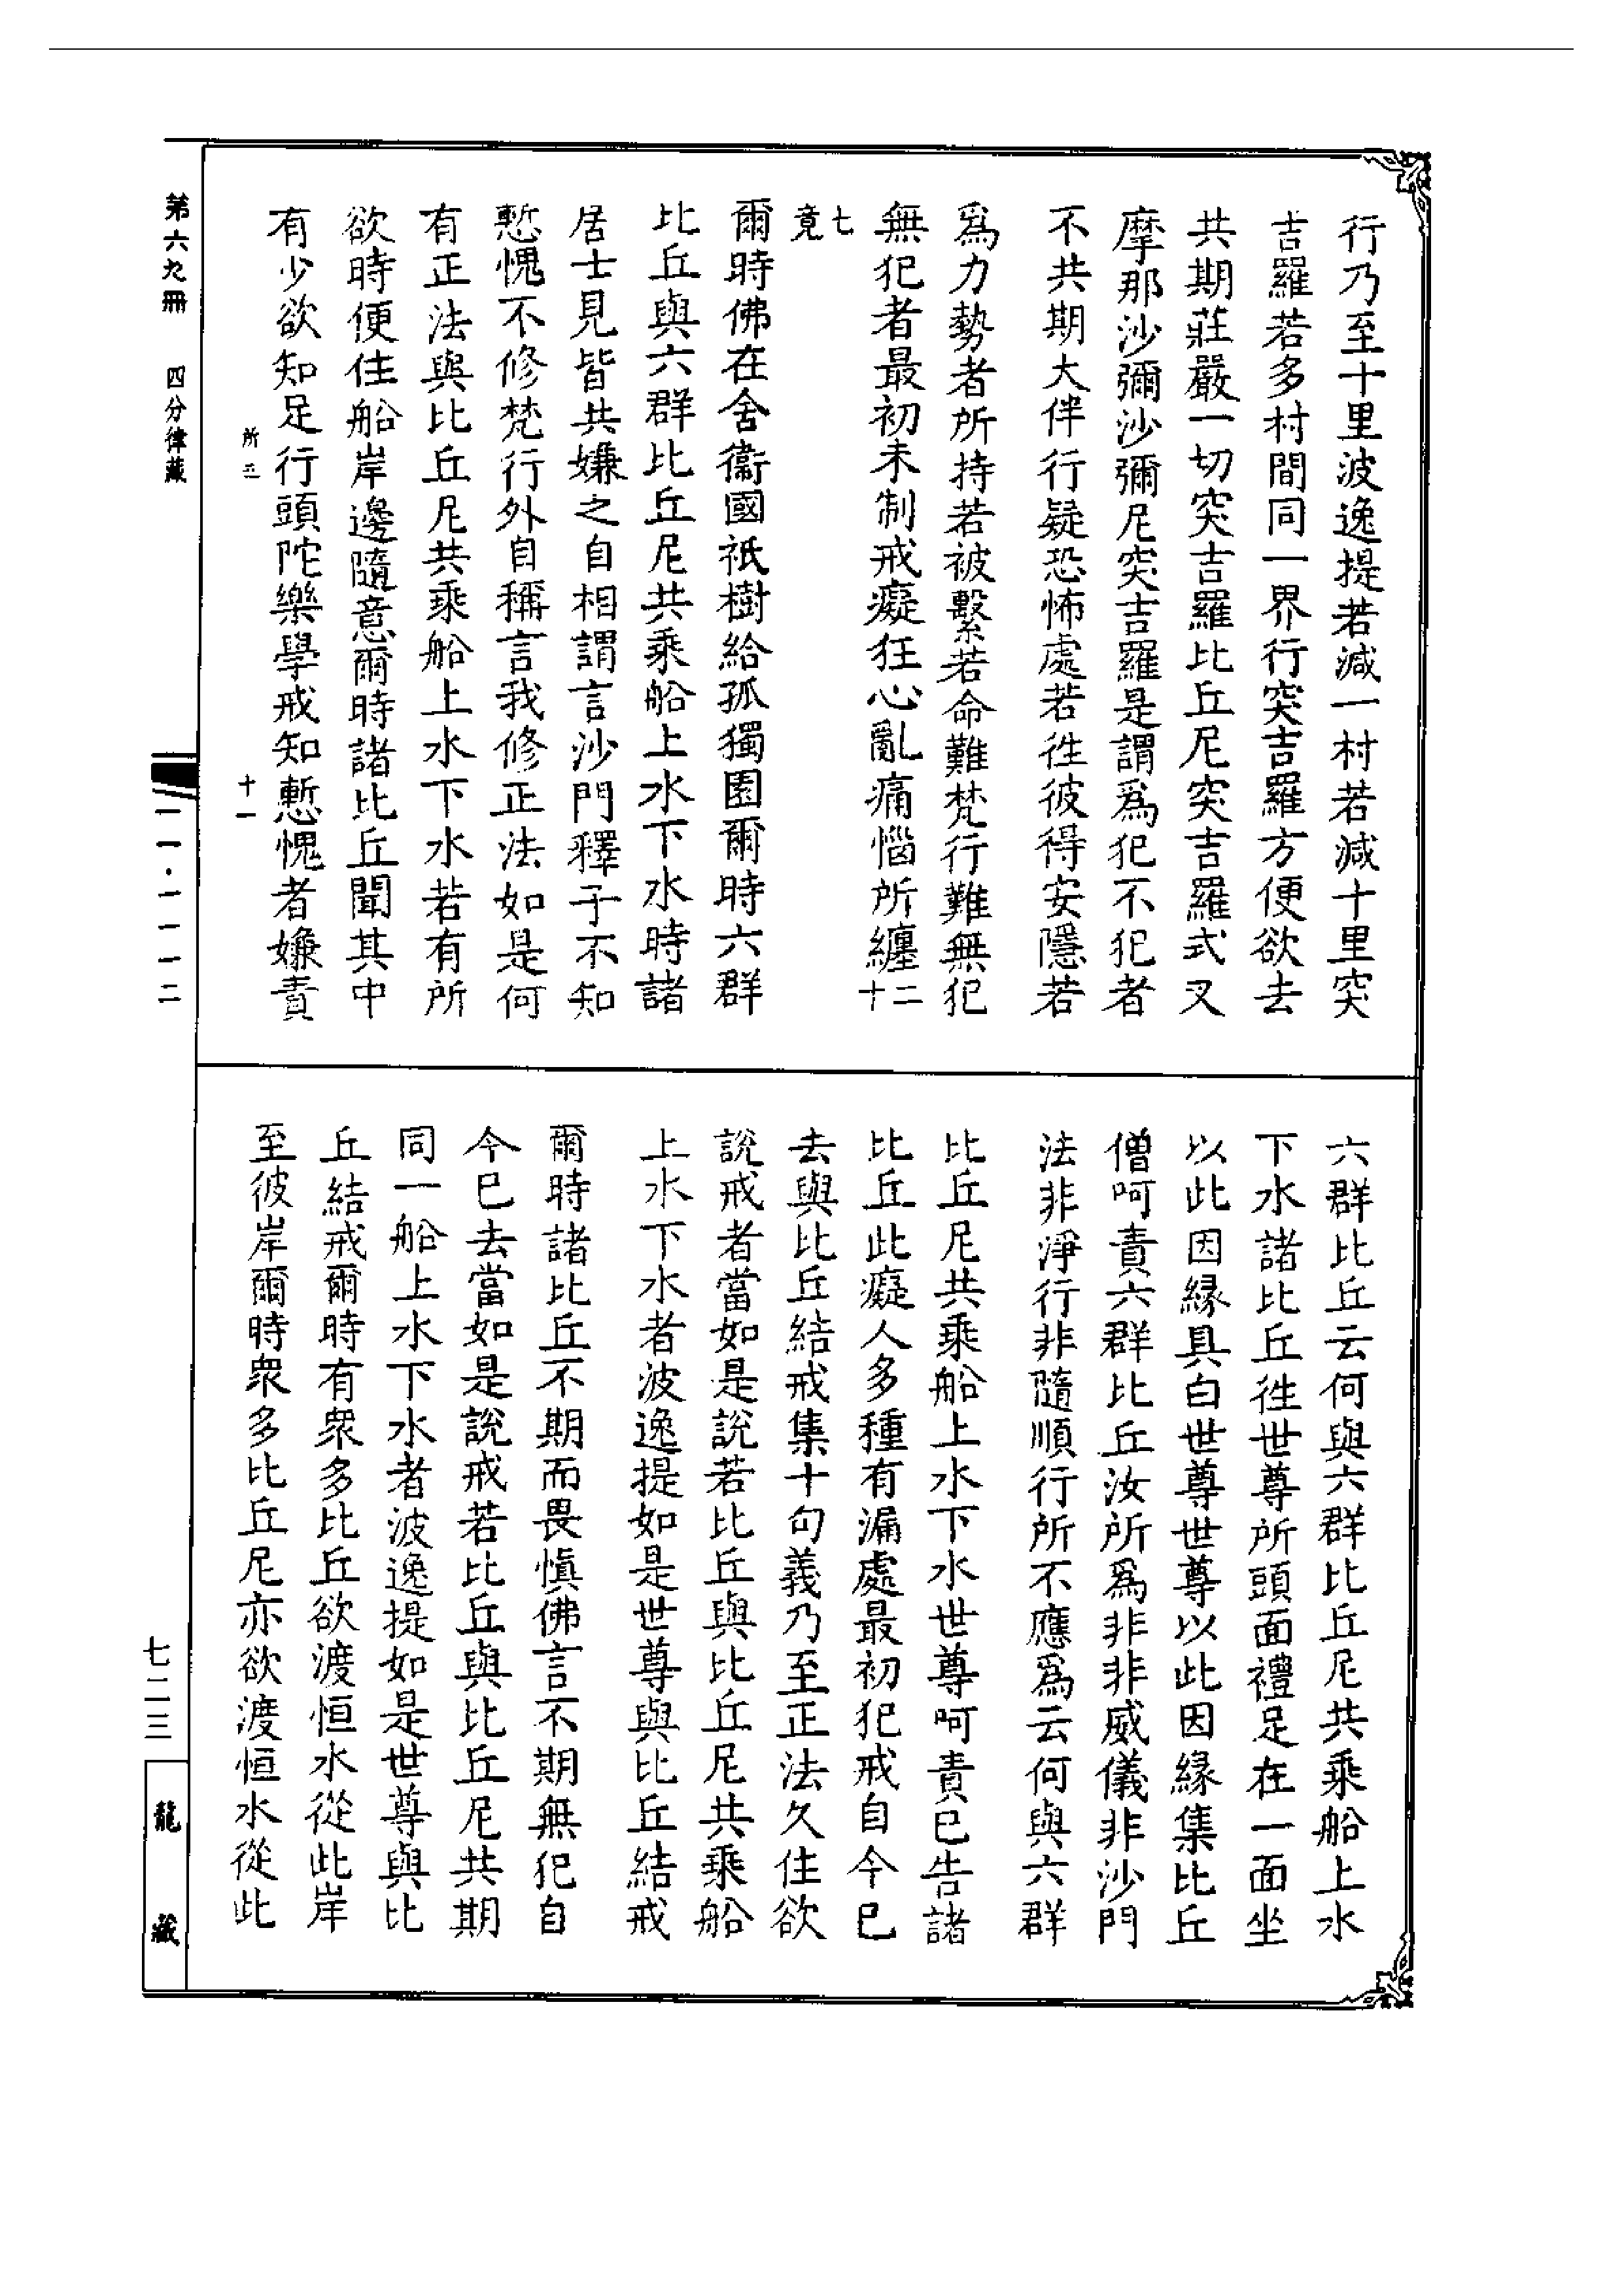 行乃至十里波逸提若減一村若減十里突
吉羅若多村間同一界行突吉羅方便欲去
共期莊嚴一切突吉羅比丘尼突吉羅式叉
摩那沙彌沙彌尼突吉羅是謂爲犯不犯者
不共期大伴行疑恐怖處若徃彼得安隱若
爲力勢者所持若被繫若命難梵行難無犯
無犯者最初未制戒癡狂心亂痛惱所纏二十
七竟
爾時佛在舍衞國祇樹給孤獨園爾時六群
比丘與六群比丘尼共乘船上水下水時諸
居士見皆共嫌之自相謂言沙門釋子不知
慙愧不修梵行外自稱言我修正法如是何
有正法與比丘尼共乘船上水下水若有所
欲時便住船岸邊隨意爾時諸比丘聞其中
有少欲知足行頭陀樂學戒知慙愧者嫌責
六群比丘云何與六群比丘尼共乘船上水
下水諸比丘徃世尊所頭面禮足在一面坐
以此因緣具白世尊世尊以此因緣集比丘
僧呵責六群比丘汝所爲非非威儀非沙門
法非淨行非隨順行所不應爲云何與六群
比丘尼共乘船上水下水世尊呵責已告諸
比丘此癡人多種有漏處最初犯戒自今已
去與比丘結戒集十句義乃至正法久住欲
說戒者當如是說若比丘與比丘尼共乘船
上水下水者波逸提如是世尊與比丘結戒
爾時諸比丘不期而畏愼佛言不期無犯自
今已去當如是說戒若比丘與比丘尼共期
同一船上水下水者波逸提如是世尊與比
丘結戒爾時有衆多比丘欲渡恒水從此岸
至彼岸爾時衆多比丘尼亦欲渡恒水從此
所五
十一
第六九冊 四分律藏
一一·一一一二
七二三
龍藏